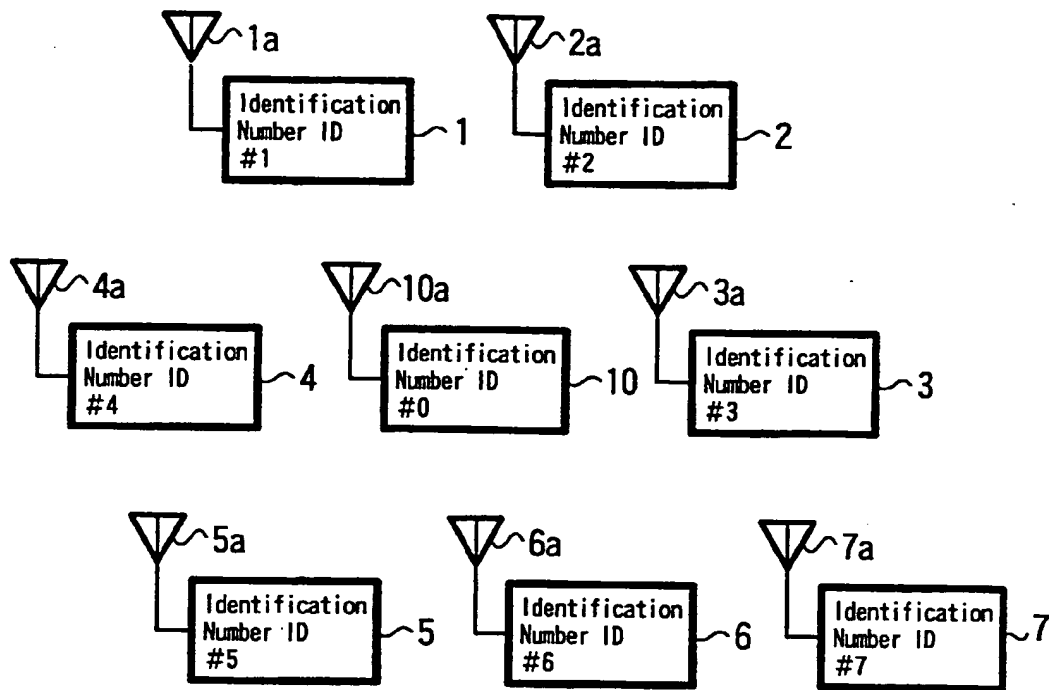 1a
2a
Identification
Number ID
#1
1
Identification
Number ID
#2
2
4a
10a
3a
Identification
Number ID
#4
4
Identification
Number ID
#0
10
Identification
Number ID
#3
3
5a
6a
7a
Identification
Number ID
#5
5
Identification
Number ID
#6
6
Identification
Number ID
#7
7